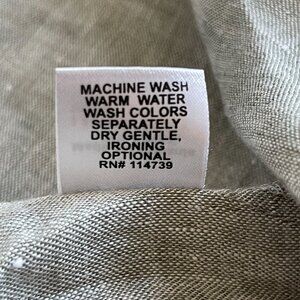 MACHINE WASH
WARM WATER
WASH COLORS
SEPARATELY
DRY GENTLE,
IRONING
OPTIONAL
RN# 114739